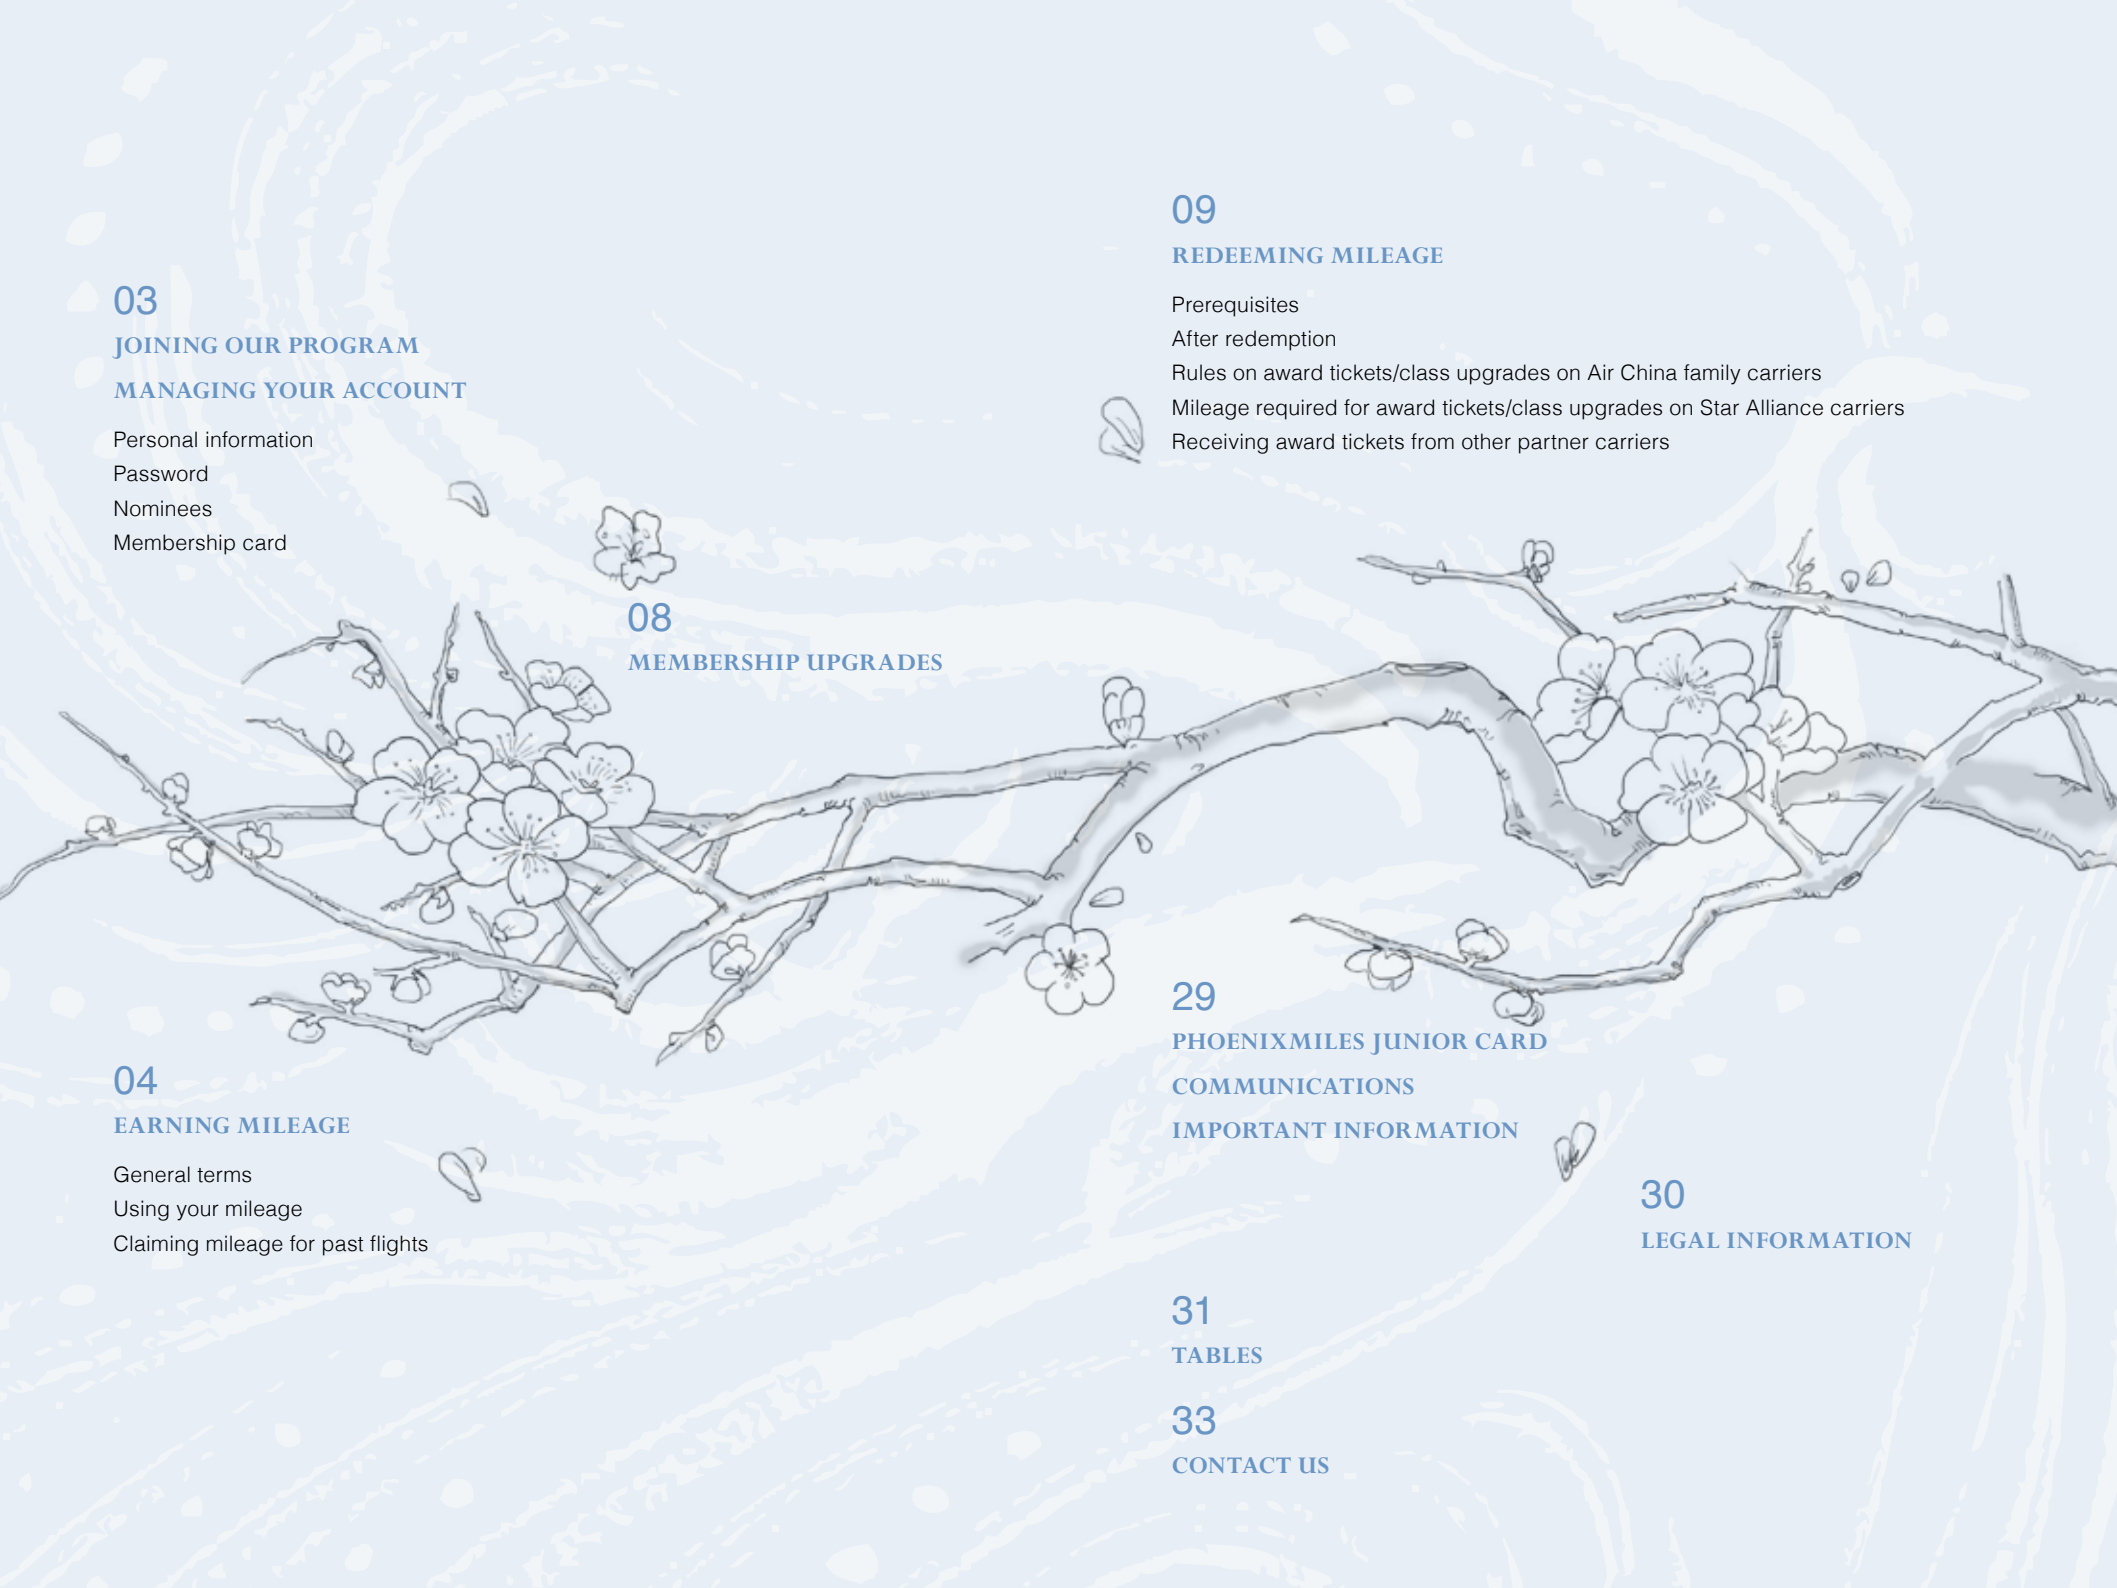 03
JOINING OUR PROGRAM
MANAGING YOUR ACCOUNT
Personal information
Password
Nominees
Membership card
04
EARNING MILEAGE
General terms
Using your mileage
Claiming mileage for past flights
08
MEMBERSHIP UPGRADES
09
REDEEMING MILEAGE
Prerequisites
After redemption
Rules on award tickets/class upgrades on Air China family carriers
Mileage required for award tickets/class upgrades on Star Alliance carriers
Receiving award tickets from other partner carriers
29
PHOENIXMILES JUNIOR CARD
COMMUNICATIONS
IMPORTANT INFORMATION
30
LEGAL INFORMATION
31
TABLES
33
CONTACT US